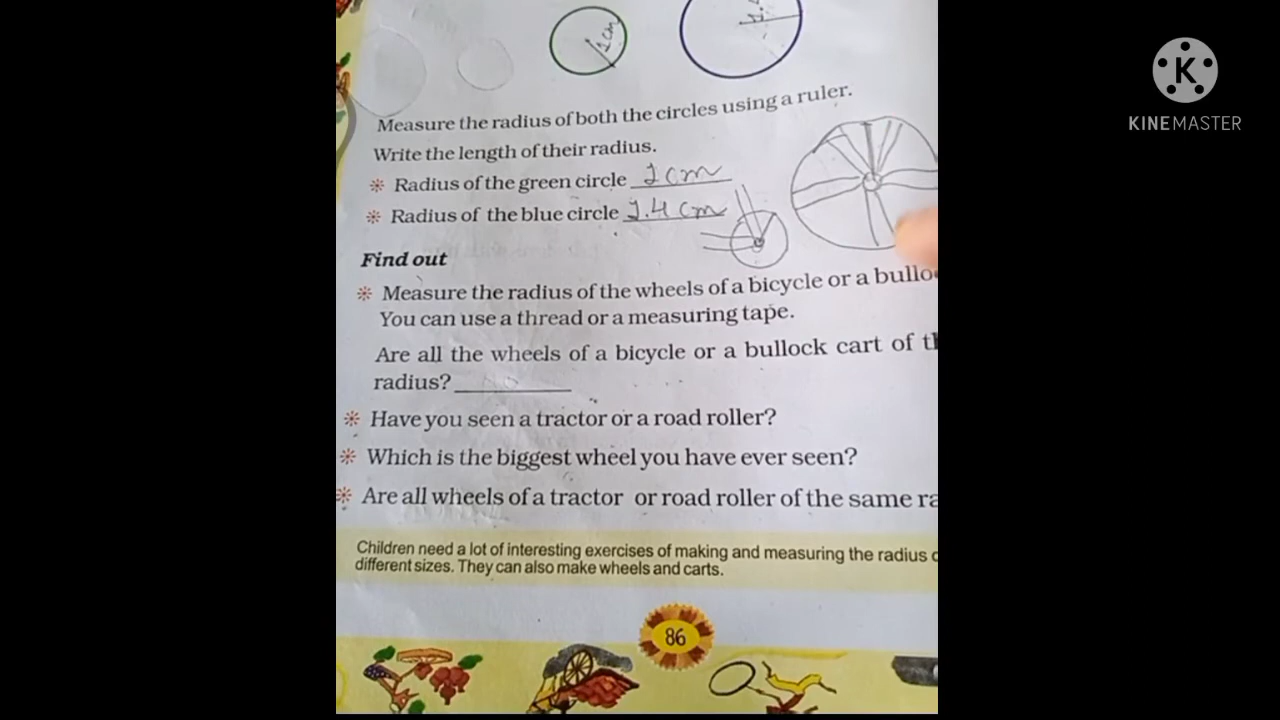 1cm
Measure the radius of both the circles using a ruler.
Write the length of their radius.
Radius of the green circle 1 cm
Radius of the blue circle 1.4 cm
Find out
Measure the radius of the wheels of a bicycle or a bullo
You can use a thread or a measuring tape.
Are all the wheels of a bicycle or a bullock cart of th
radius?
Have you seen a tractor or a road roller?
Which is the biggest wheel you have ever seen?
Are all wheels of a tractor or road roller of the same ra
Children need a lot of interesting exercises of making and measuring the radius o
different sizes. They can also make wheels and carts.
86
K
KINEMASTER